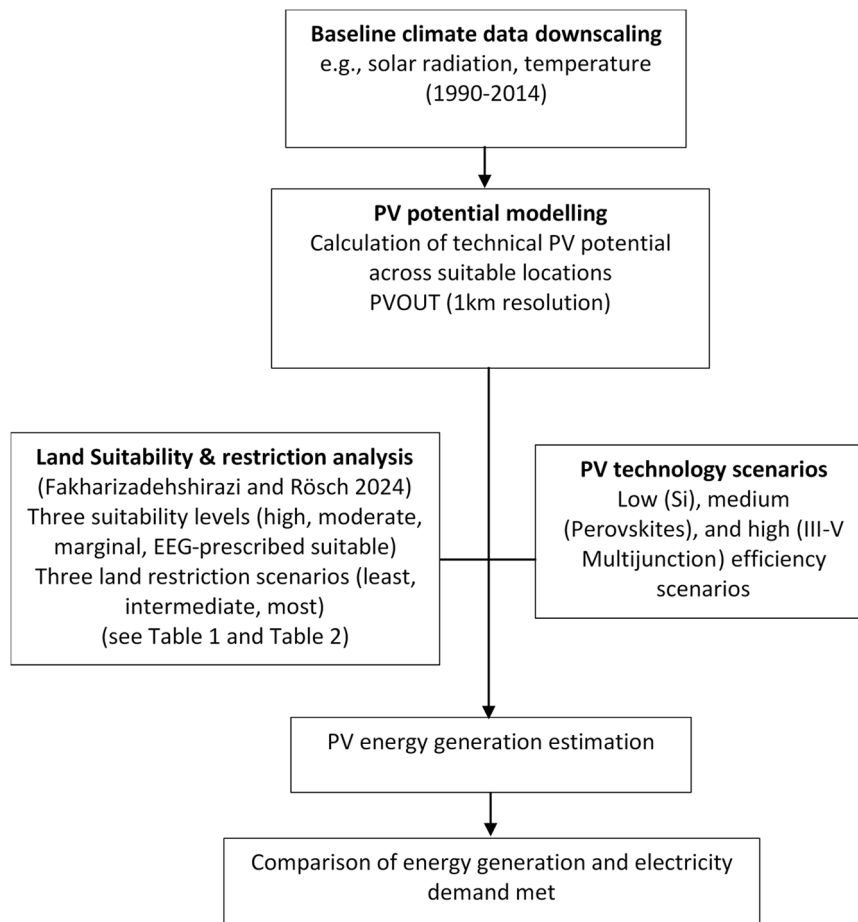 Baseline climate data downscaling
e.g., solar radiation, temperature
(1990-2014)
PV potential modelling
Calculation of technical PV potential
across suitable locations
PVOUT (1km resolution)
Land Suitability & restriction analysis
(Fakharizadehshirazi and Rösch 2024)
Three suitability levels (high, moderate,
marginal, EEG-prescribed suitable)
Three land restriction scenarios (least,
intermediate, most)
(see Table 1 and Table 2)
PV technology scenarios
Low (Si), medium
(Perovskites), and high (III-V
Multijunction) efficiency
scenarios
PV energy generation estimation
Comparison of energy generation and electricity
demand met